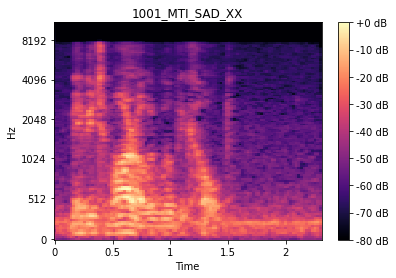 1001_MTI_SAD_XX
+0 dB
8192
-10 dB
-20 dB
4096
-30 dB
Hz
2048
-40 dB
1024
-50 dB
-60 dB
512
-70 dB
0
-80 dB
0 0.5 1 1.5 2
Time